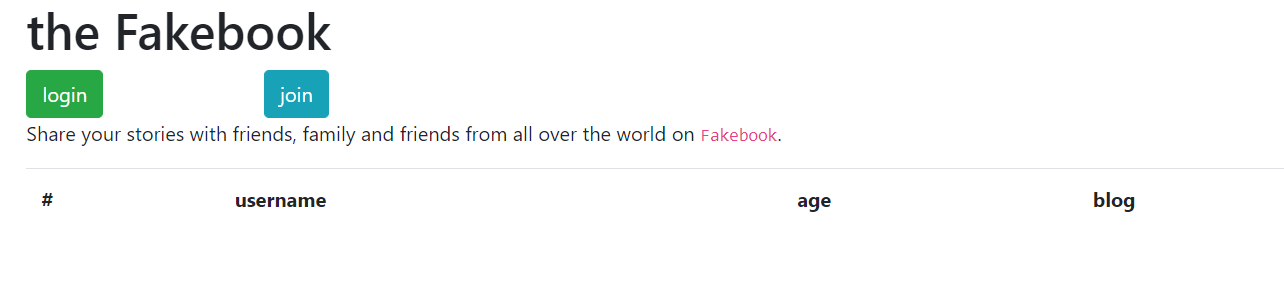 the Fakebook
login join
Share your stories with friends, family and friends from all over the world on Fakebook.
# username age blog